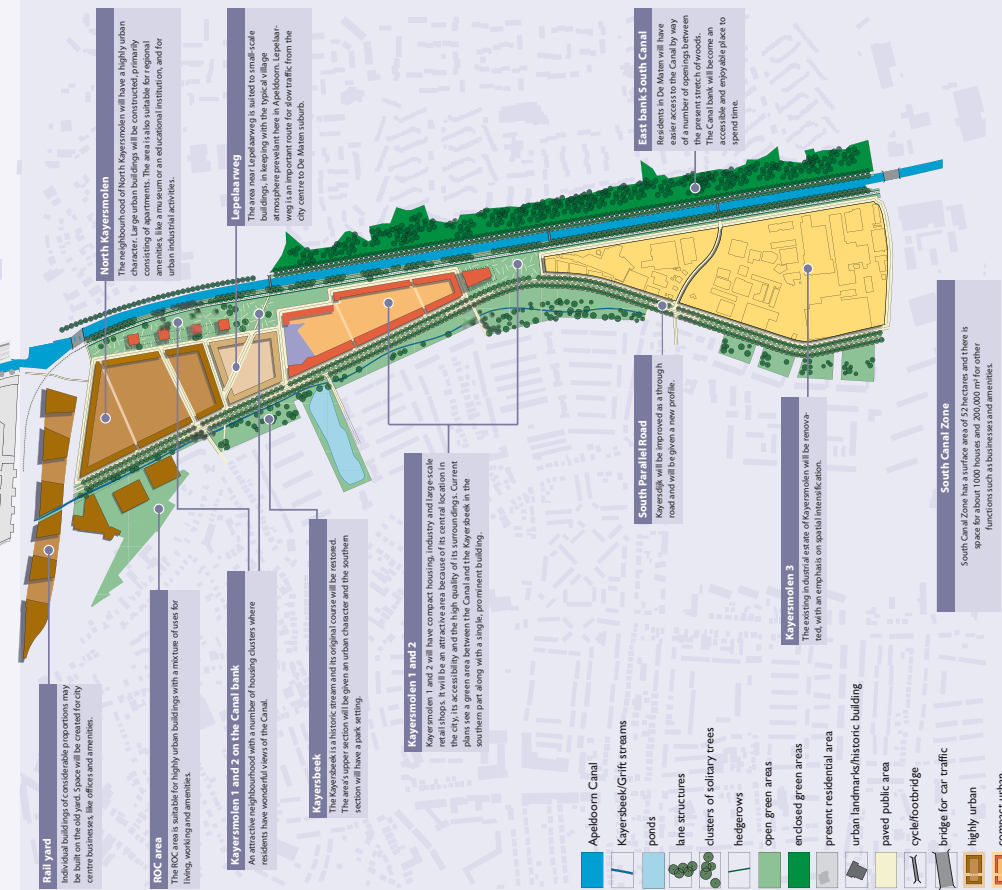 Rail yard
Individual buildings of considerable proportions may
be built on the old yard. Space will be created for city
centre businesses, like offices and amenities.
ROC area
The ROC area is suitable for highly urban buildings with a mixture of uses for
living, working and amenities.
Kayersmolen 1 and 2 on the Canal bank
An attractive neighbourhood with a number of housing clusters where
residents have wonderful views of the Canal.
Kayersbeek
The Kayersbeek is a historic stream and its original course will be restored.
The area's upper section will be given an urban character and the southern
section will have a park setting.
Kayersmolen 1 and 2
Kayersmolen 1 and 2 will have compact housing, industry and large-scale
retail shops. It will be an attractive area because of its central location in
the city, its accessibility and the high quality of its surroundings. Current
plans see a green area between the Canal and the Kayersbeek in the
southern part along with a single, prominent building.
North Kayersmolen
The neighbourhood of North Kayersmolen will have a highly urban
character. Large urban buildings will be constructed, primarily
consisting of apartments. The area is also suitable for regional
amenities, like a museum or an educational institution, and for
urban industrial activities.
Lepelaarweg
The area near Lepelaarweg is suited to small-scale
buildings, in keeping with the typical village
atmosphere prevelant here in Apeldoorn. Lepelaar-
weg is an important route for slow traffic from the
city centre to De Maten suburb.
East bank South Canal
Residents in De Maten will have
easier access to the Canal by way
of a number of openings between
the present stretch of woods.
The Canal bank will become an
accessible and enjoyable place to
spend time.
South Parallel Road
Kayersdijk will be improved as a through
road and will be given a new profile.
Kayersmolen 3
The existing industrial estate of Kayersmolen will be renova-
ted, with an emphasis on spatial intensification.
South Canal Zone
South Canal Zone has a surface area of 52 hectares and there is
space for about 1000 houses and 200,000 m² for other
functions such as businesses and amenities.
Apeldoorn Canal
Kayersbeek/Grift streams
ponds
lane structures
clusters of solitary trees
hedgerows
open green areas
enclosed green areas
present residential area
urban landmarks/historic building
paved public area
cycle/footbridge
bridge for car traffic
highly urban